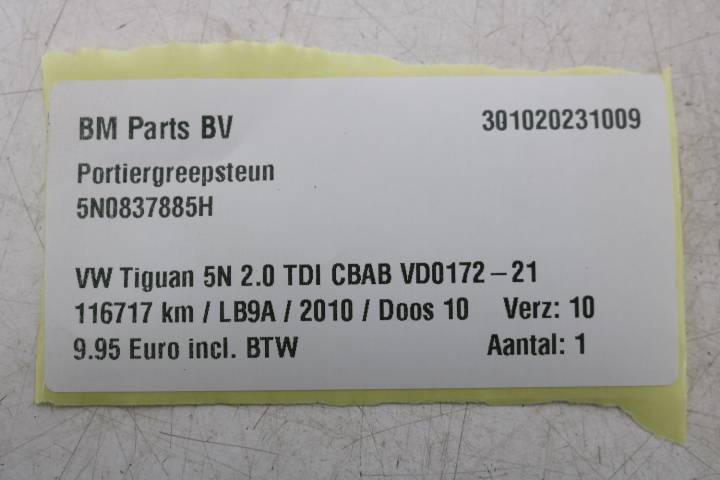 BM Parts BV 301020231009
Portiergreepsteun
5N0837885H
VW Tiguan 5N 2.0 TDI CBAB VD0172-21
116717 km / LB9A / 2010 / Doos 10 Verz: 10
9.95 Euro incl. BTW Aantal: 1